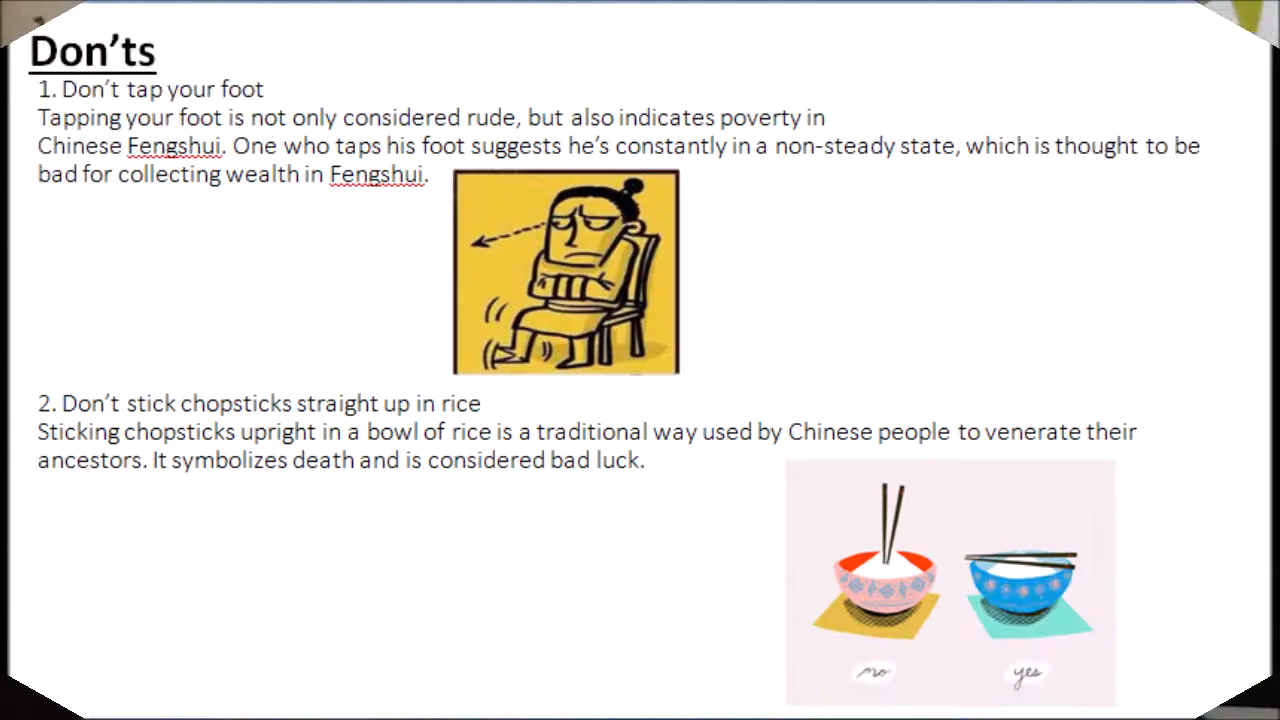 Don’ts
1. Don’t tap your foot
Tapping your foot is not only considered rude, but also indicates poverty in
Chinese Fengshui. One who taps his foot suggests he’s constantly in a non-steady state, which is thought to be
bad for collecting wealth in Fengshui.
2. Don’t stick chopsticks straight up in rice
Sticking chopsticks upright in a bowl of rice is a traditional way used by Chinese people to venerate their
ancestors. It symbolizes death and is considered bad luck.
no yes